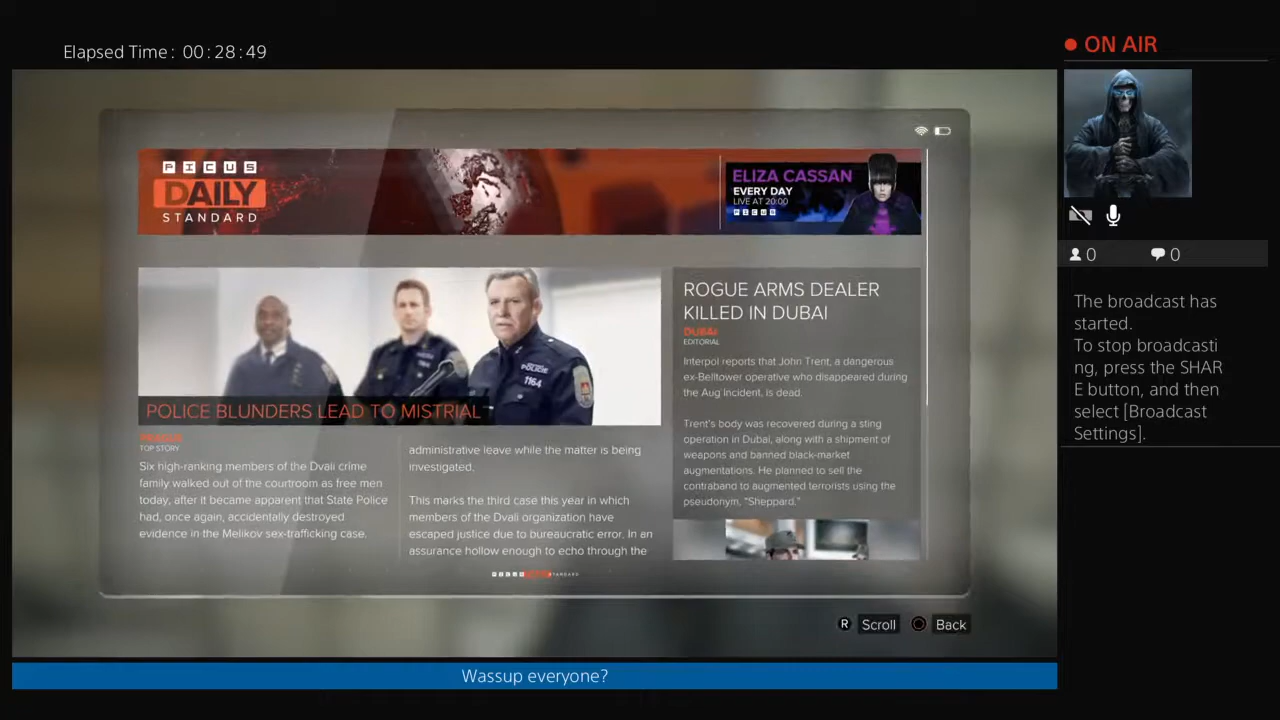 Elapsed Time: 00:28:49
ON AIR
PICUS
DAILY
STANDARD
ELIZA CASSAN
EVERY DAY
LIVE AT 20:00
PICUS
POLICE BLUNDERS LEAD TO MISTRIAL
PRAGUE
TOP STORY
Six high-ranking members of the Dvali crime
family walked out of the courtroom as free men
today, after it became apparent that State Police
had, once again, accidentally destroyed
evidence in the Melikov sex-trafficking case.
administrative leave while the matter is being
investigated.
This marks the third case this year in which
members of the Dvali organization have
escaped justice due to bureaucratic error. In an
assurance hollow enough to echo through the
POLICIE
1164
ROGUE ARMS DEALER
KILLED IN DUBAI
DUBAI
EDITORIAL
Interpol reports that John Trent, a dangerous
ex-Belltower operative who disappeared during
the Aug Incident, is dead.
Trent's body was recovered during a sting
operation in Dubai, along with a shipment of
weapons and banned black-market
augmentations. He planned to sell the
contraband to augmented terrorists using the
pseudonym, "Sheppard."
PICUS DAILY STANDARD
R Scroll Back
Wassup everyone?
0 0
The broadcast has
started.
To stop broadcasti
ng, press the SHAR
E button, and then
select [Broadcast
Settings].